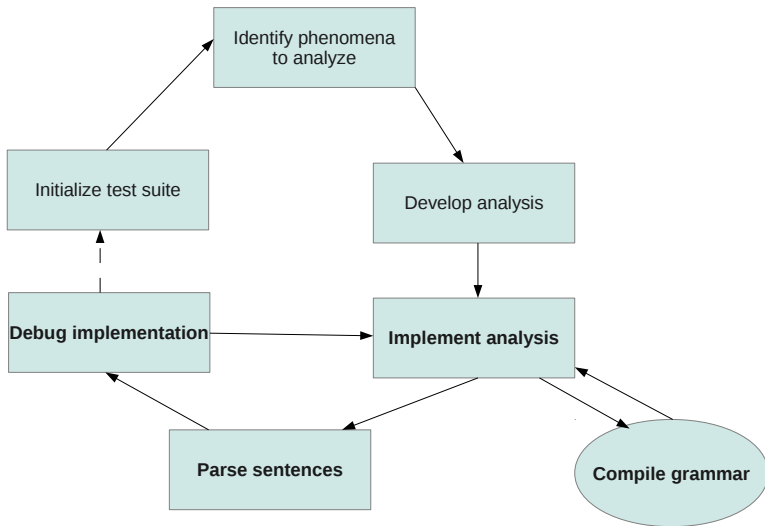 Identify phenomena
to analyze
Initialize test suite
Develop analysis
Debug implementation
Implement analysis
Parse sentences
Compile grammar